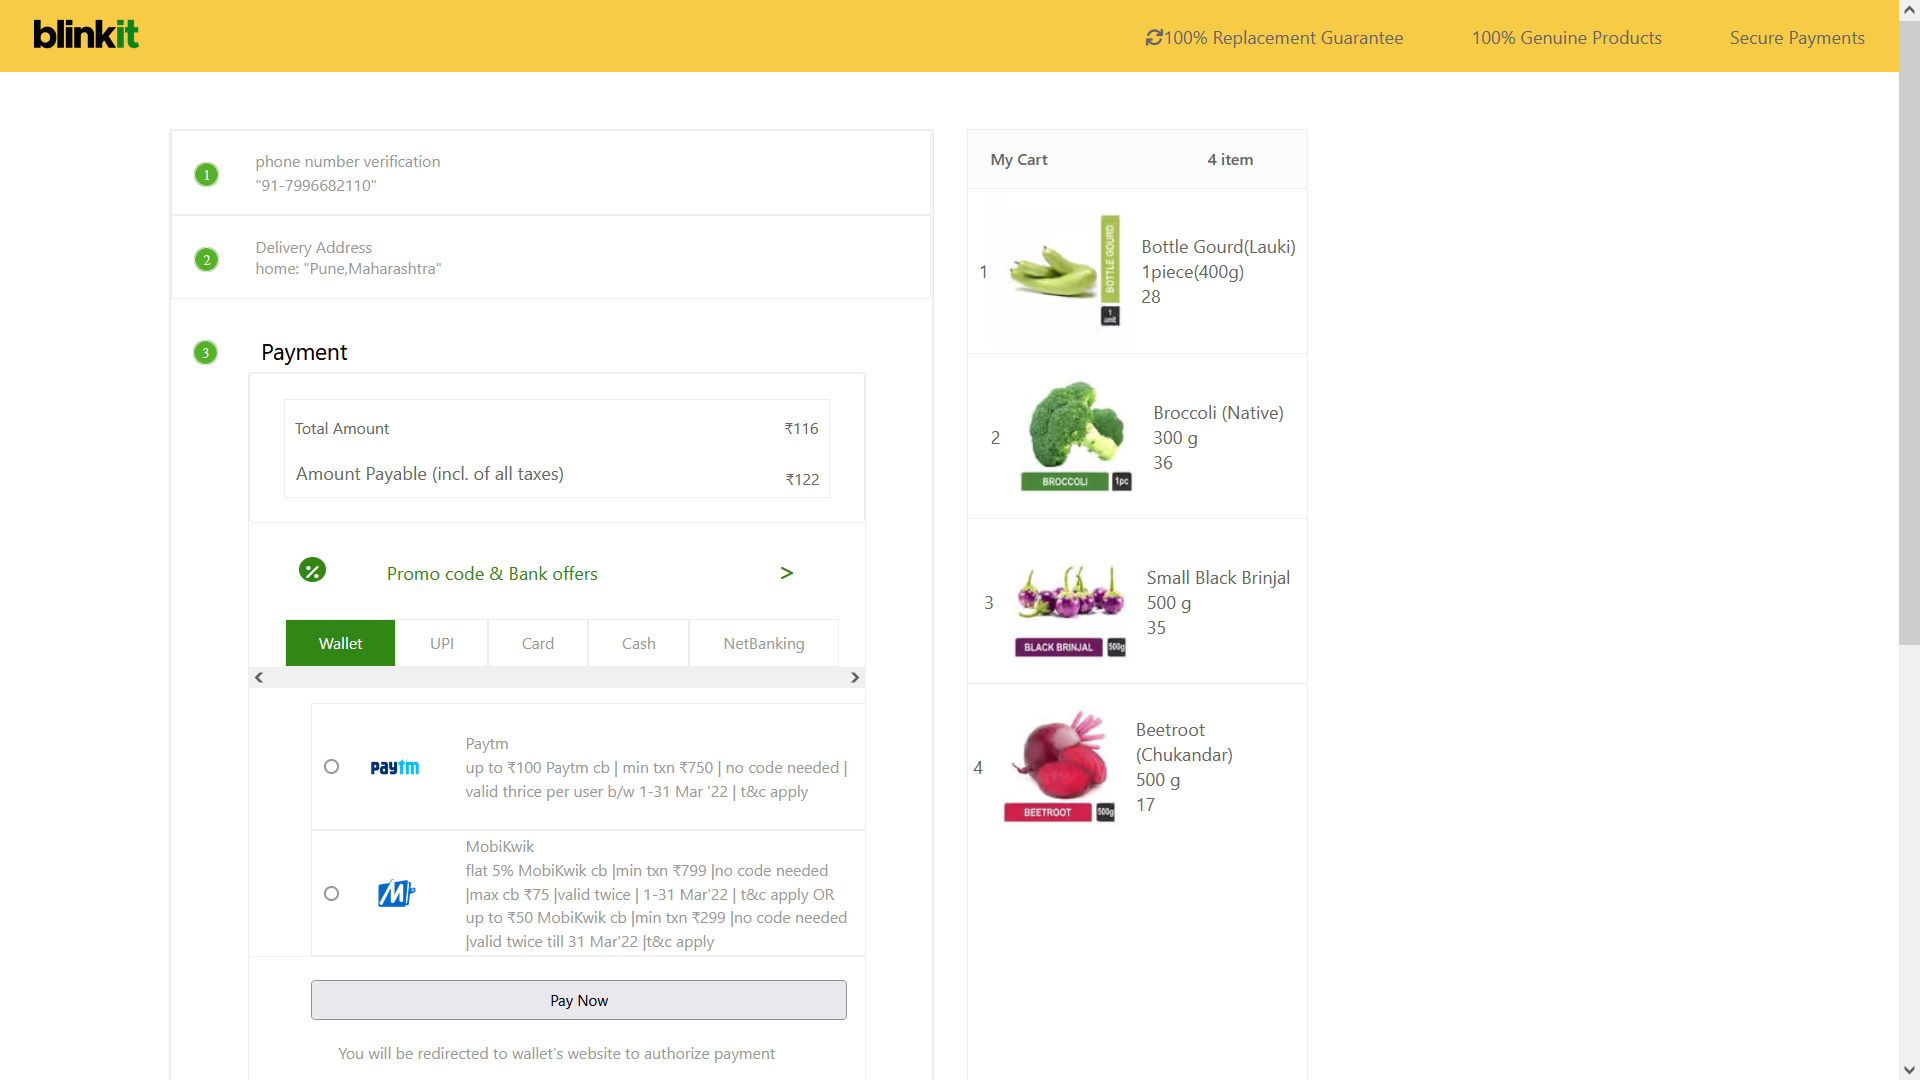 blinkit
100% Replacement Guarantee
100% Genuine Products
Secure Payments
1
phone number verification
"91-7996682110"
2
Delivery Address
home: "Pune,Maharashtra"
3
Payment
Total Amount
₹116
Amount Payable (incl. of all taxes)
₹122
%
Promo code & Bank offers
>
Wallet
UPI
Card
Cash
NetBanking
paytm
Paytm
up to ₹100 Paytm cb | min txn ₹750 | no code needed |
valid thrice per user b/w 1-31 Mar '22 | t&c apply
M
MobiKwik
flat 5% MobiKwik cb |min txn ₹799 |no code needed
|max cb ₹75 |valid twice | 1-31 Mar'22 | t&c apply OR
up to ₹50 MobiKwik cb |min txn ₹299 |no code needed
|valid twice till 31 Mar'22 |t&c apply
Pay Now
You will be redirected to wallet's website to authorize payment
My Cart
4 item
1
BOTTLE GOURD
1
unit
Bottle Gourd(Lauki)
1piece(400g)
28
2
BROCCOLI
1pc
Broccoli (Native)
300 g
36
3
BLACK BRINJAL
500g
Small Black Brinjal
500 g
35
4
BEETROOT
500g
Beetroot
(Chukandar)
500 g
17